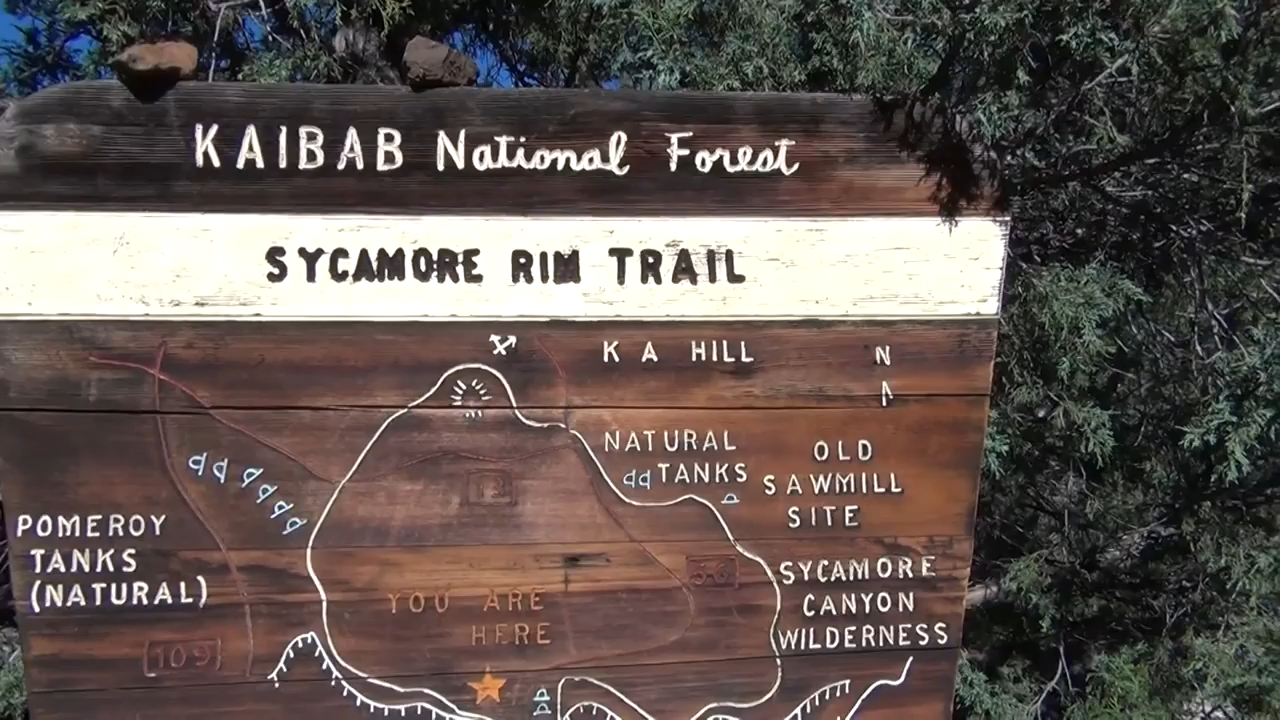 KAIBAB National Forest
SYCAMORE RIM TRAIL
K A HILL
N
NATURAL
TANKS
OLD
SAWMILL
SITE
13
POMEROY
TANKS
(NATURAL)
56
SYCAMORE
CANYON
WILDERNESS
YOU ARE
HERE
109